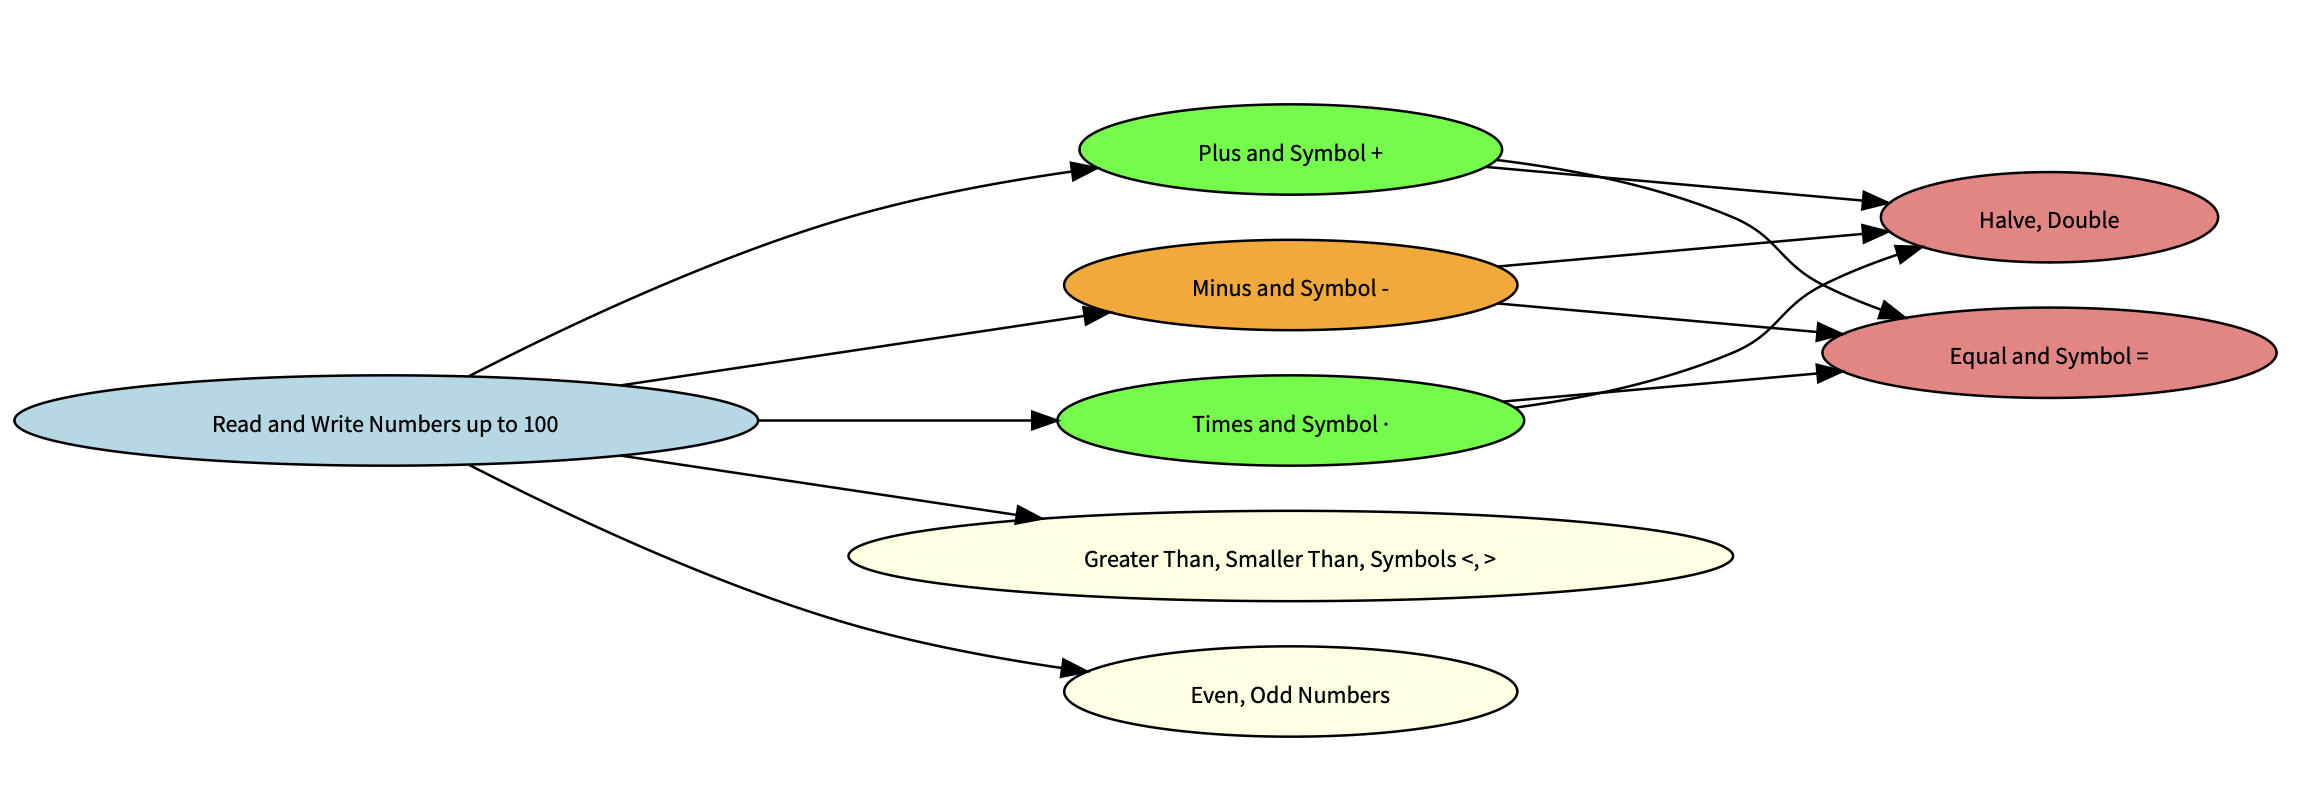 Read and Write Numbers up to 100
Plus and Symbol +
Minus and Symbol -
Times and Symbol ·
Greater Than, Smaller Than, Symbols <, >
Even, Odd Numbers
Halve, Double
Equal and Symbol =